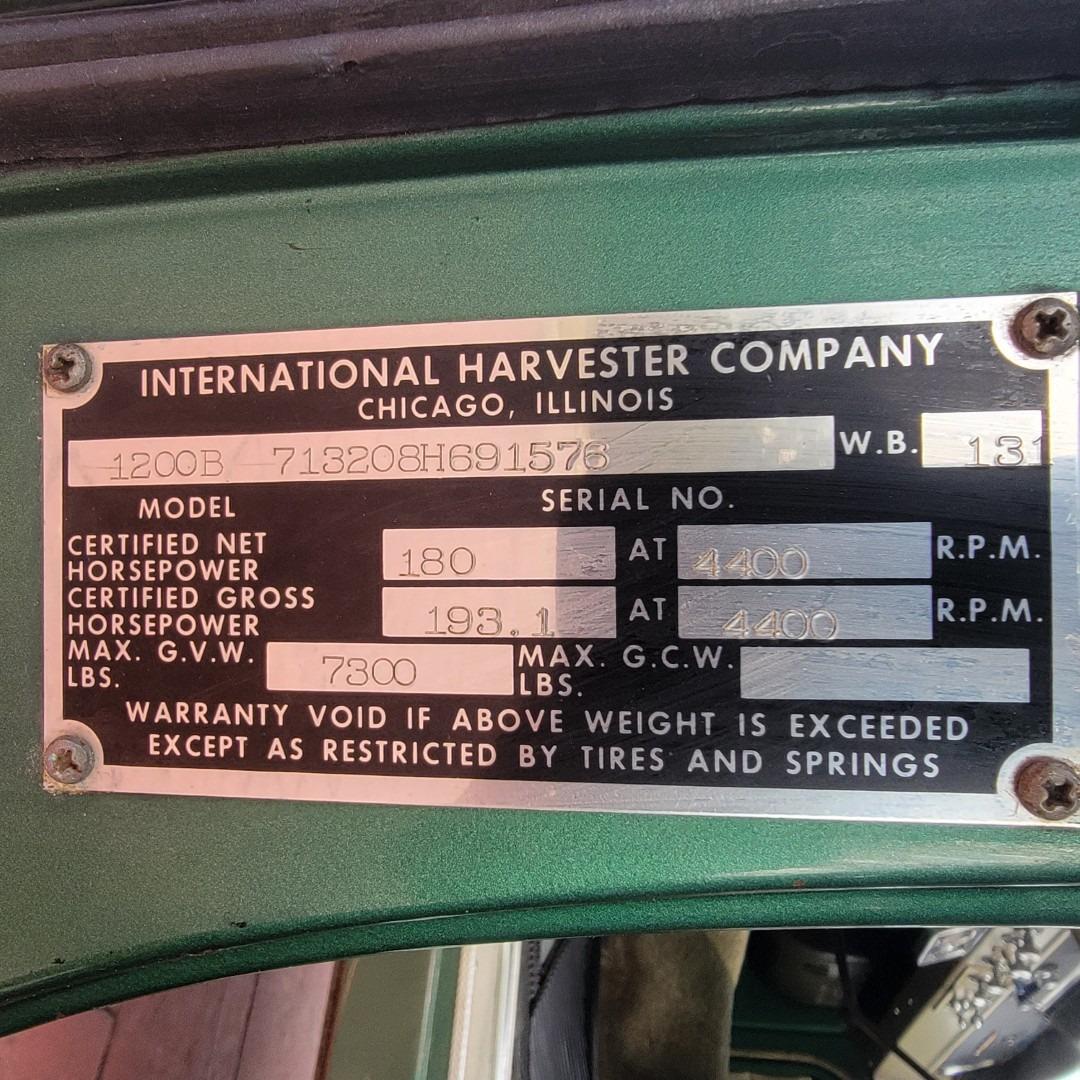 INTERNATIONAL HARVESTER COMPANY
CHICAGO, ILLINOIS
1200B 713208H691576 W.B. 131
MODEL SERIAL NO.
CERTIFIED NET HORSEPOWER 180 AT 4400 R.P.M.
CERTIFIED GROSS HORSEPOWER 193.1 AT 4400 R.P.M.
MAX. G.V.W. LBS. 7300 MAX. G.C.W. LBS.
WARRANTY VOID IF ABOVE WEIGHT IS EXCEEDED
EXCEPT AS RESTRICTED BY TIRES AND SPRINGS